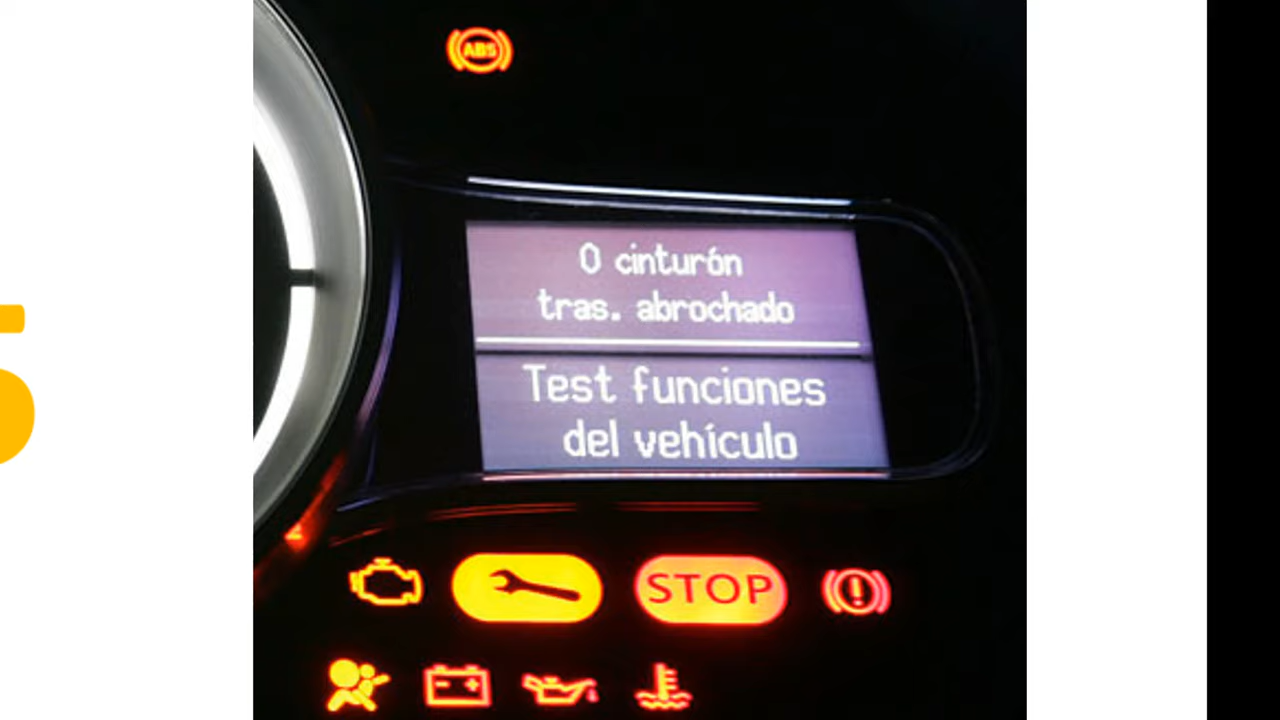 ABS
0 cinturón
tras. abrochado
Test funciones
del vehículo
STOP